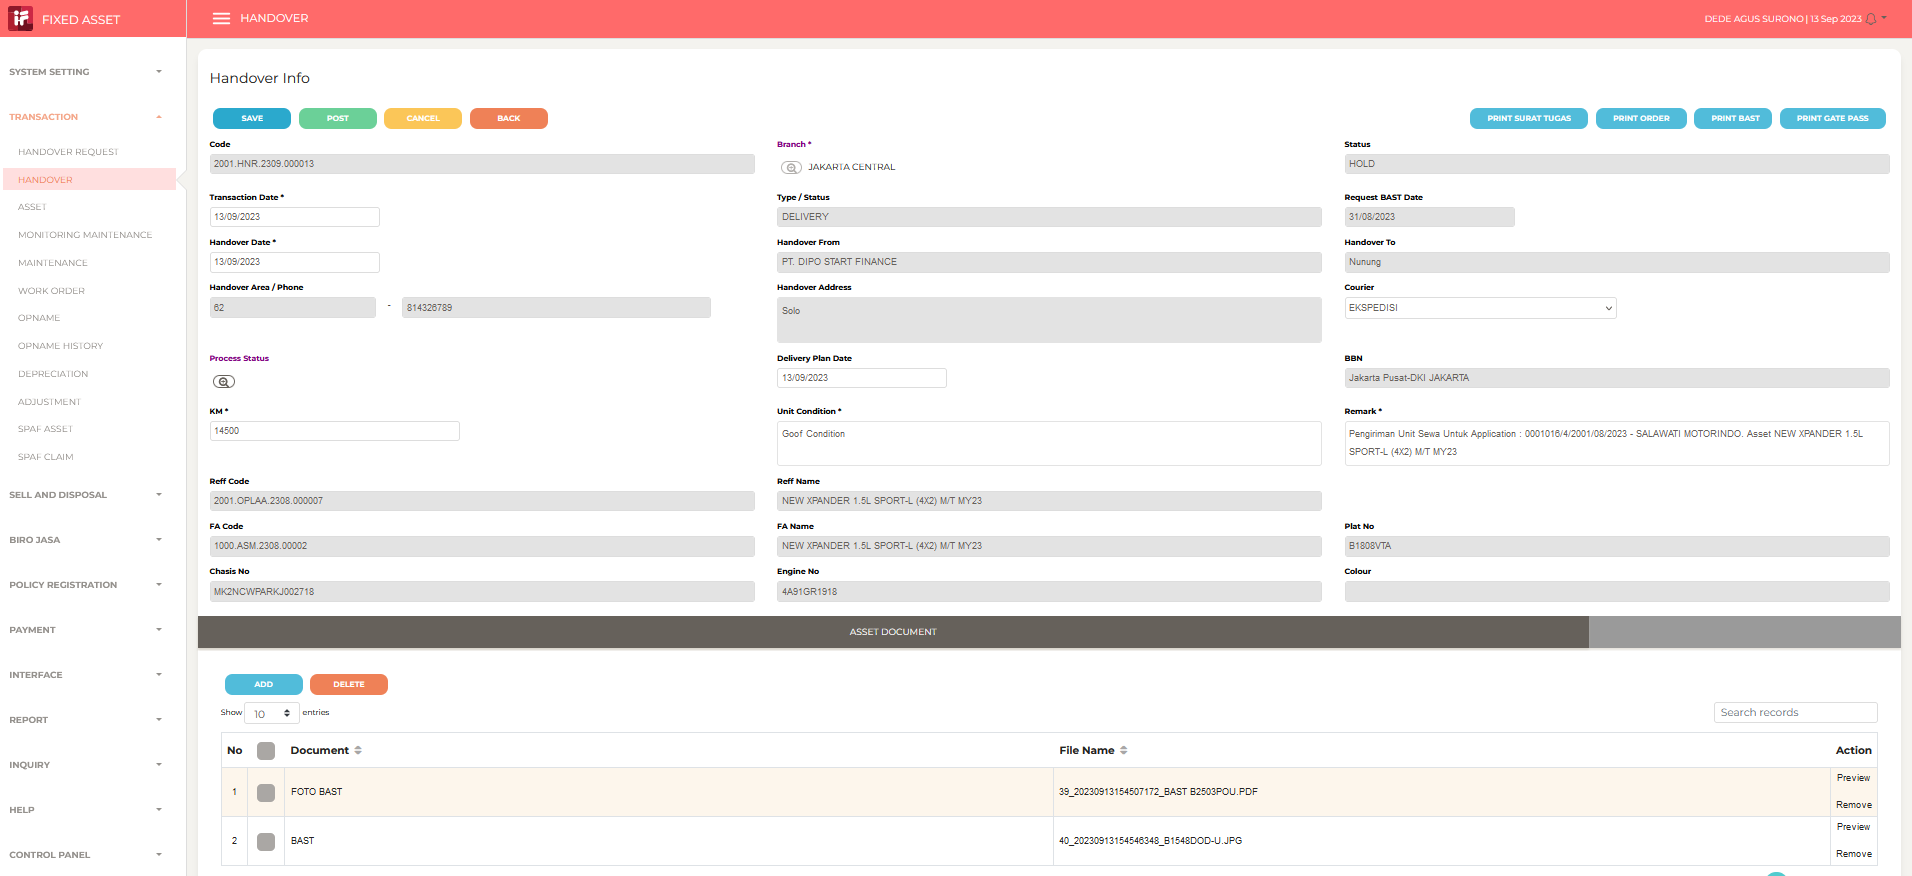 FIXED ASSET
HANDOVER
DEDE AGUS SURONO | 13 Sep 2023
SYSTEM SETTING
TRANSACTION
HANDOVER REQUEST
HANDOVER
ASSET
MONITORING MAINTENANCE
MAINTENANCE
WORK ORDER
OPNAME
OPNAME HISTORY
DEPRECIATION
ADJUSTMENT
SPAF ASSET
SPAF CLAIM
SELL AND DISPOSAL
BIRO JASA
POLICY REGISTRATION
PAYMENT
INTERFACE
REPORT
INQUIRY
HELP
CONTROL PANEL
Handover Info
SAVE POST CANCEL BACK PRINT SURAT TUGAS PRINT ORDER PRINT BAST PRINT GATE PASS
Code Branch * Status
2001.HNR.2309.000013 JAKARTA CENTRAL HOLD
Transaction Date * Type / Status Request BAST Date
13/09/2023 DELIVERY 31/08/2023
Handover Date * Handover From Handover To
13/09/2023 PT. DIPO START FINANCE Nunung
Handover Area / Phone Handover Address Courier
62 - 814326789 Solo EKSPEDISI
Process Status Delivery Plan Date BBN
13/09/2023 Jakarta Pusat-DKI JAKARTA
KM * Unit Condition * Remark *
14500 Goof Condition Pengiriman Unit Sewa Untuk Application : 0001016/4/2001/08/2023 - SALAWATI MOTORINDO. Asset NEW XPANDER 1.5L
SPORT-L (4X2) M/T MY23
Reff Code Reff Name
2001.OPLAA.2308.000007 NEW XPANDER 1.5L SPORT-L (4X2) M/T MY23
FA Code FA Name Plat No
1000.ASM.2308.00002 NEW XPANDER 1.5L SPORT-L (4X2) M/T MY23 B1808VTA
Chasis No Engine No Colour
MK2NCWPARKJ002718 4A91GR1918
ASSET DOCUMENT
ADD DELETE
Show 10 entries Search records
No Document File Name Action
1 FOTO BAST 39_20230913154507172_BAST B2503POU.PDF Preview
Remove
2 BAST 40_20230913154546348_B1548DOD-U.JPG Preview
Remove